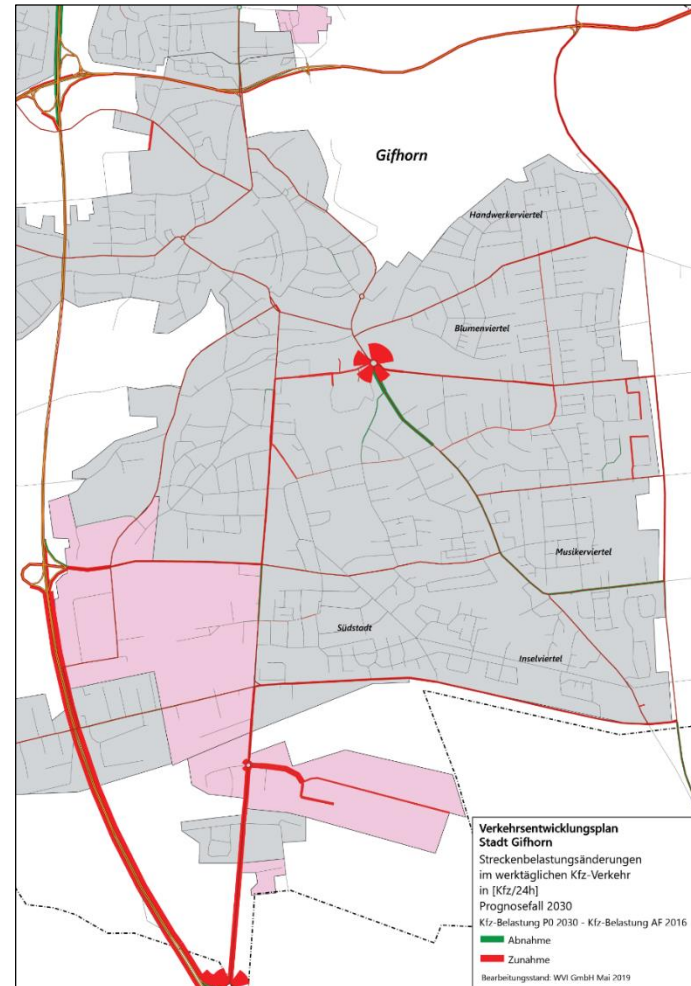 Gifhorn
Handwerkerviertel
Blumenviertel
Musikerviertel
Südstadt
Inselviertel
Verkehrsentwicklungsplan
Stadt Gifhorn
Streckenbelastungsänderungen
im werktäglichen Kfz-Verkehr
in [Kfz/24h]
Prognosefall 2030
Kfz-Belastung P0 2030 - Kfz-Belastung AF 2016
Abnahme
Zunahme
Bearbeitungsstand: WVI GmbH Mai 2019